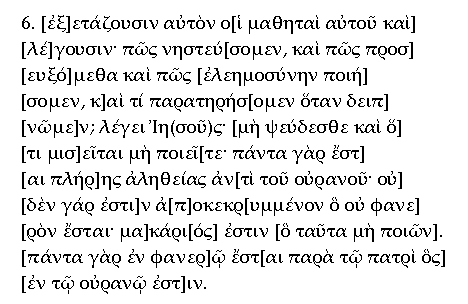 6. [ἐξ]ετάζουσιν αὐτὸν ο[ἱ μαθηταὶ αὐτοῦ καὶ]
[λέ]γουσιν· πῶς νηστεύ[σομεν, καὶ πῶς προσ]
[ευξό]μεθα καὶ πῶς [ἐλεημοσύνην ποιή]
[σομεν, κ]αὶ τί παρατηρήσ[ομεν ὅταν δειπ]
[νῶμε]ν; λέγει Ἰη(σοῦ)ς· [μὴ ψεύδεσθε καὶ ὅ]
[τι μισ]εῖται μὴ ποιεῖ[τε· πάντα γὰρ ἔστ]
[αι πλήρ]ης ἀληθείας ἀν[τὶ τοῦ οὐρανοῦ· οὐ]
[δὲν γάρ ἐστι]ν ἀ[π]οκεκρ[υμμένον ὃ οὐ φανε]
[ρὸν ἔσται· μα]κάρι[ός] ἐστιν [ὃ ταῦτα μὴ ποιῶν].
[πάντα γὰρ ἐν φανερ]ῷ ἔστ[αι παρὰ τῷ πατρὶ ὃς]
[ἐν τῷ οὐρανῷ ἐστ]ιν.